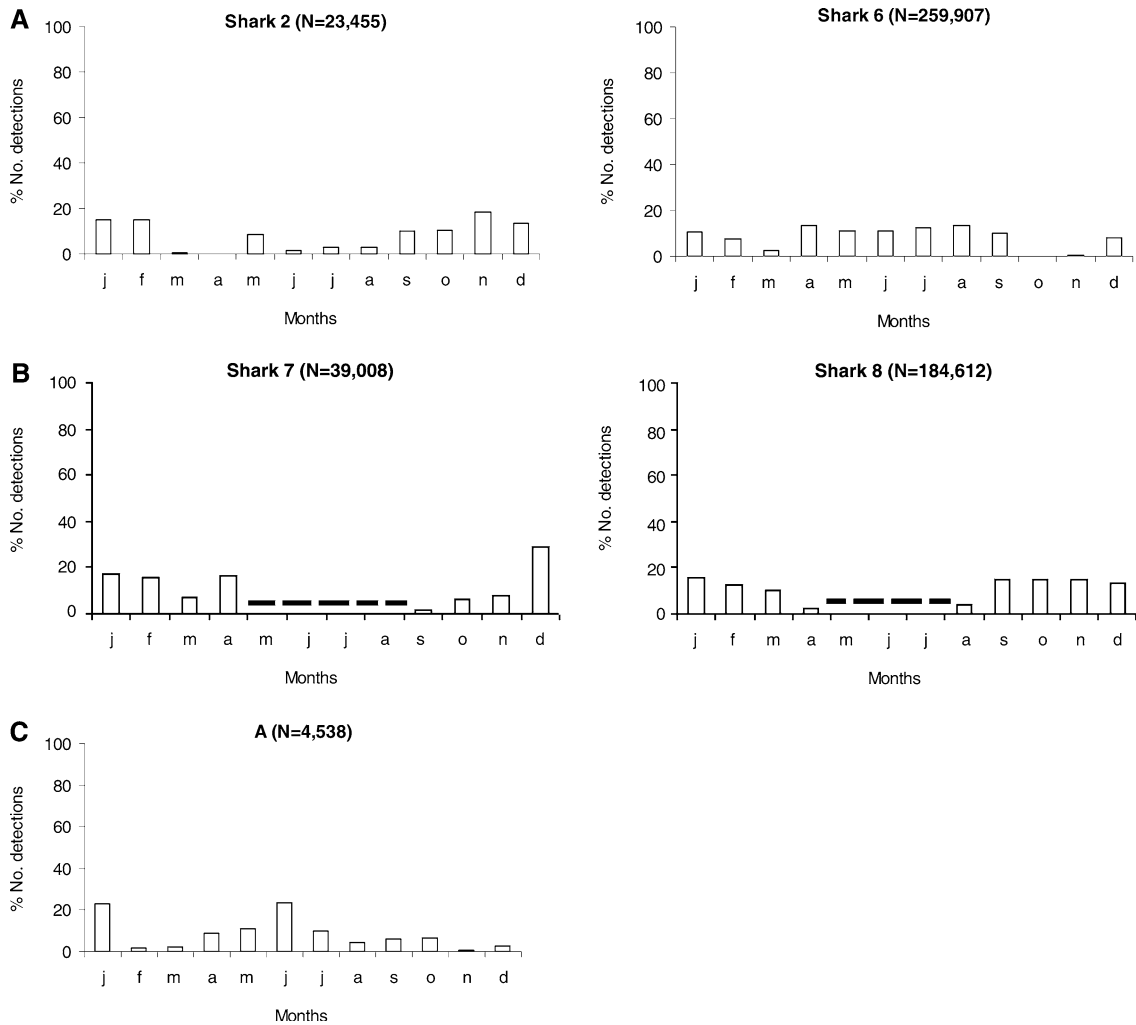 A
Shark 2 (N=23,455)
100
80
60
40
20
0
% No. detections
j f m a m j j a s o n d
Months
Shark 6 (N=259,907)
100
80
60
40
20
0
% No. detections
j f m a m j j a s o n d
Months
B
Shark 7 (N=39,008)
100
80
60
40
20
0
% No. detections
j f m a m j j a s o n d
Months
Shark 8 (N=184,612)
100
80
60
40
20
0
% No. detections
j f m a m j j a s o n d
Months
C
A (N=4,538)
100
80
60
40
20
0
% No. detections
j f m a m j j a s o n d
Months